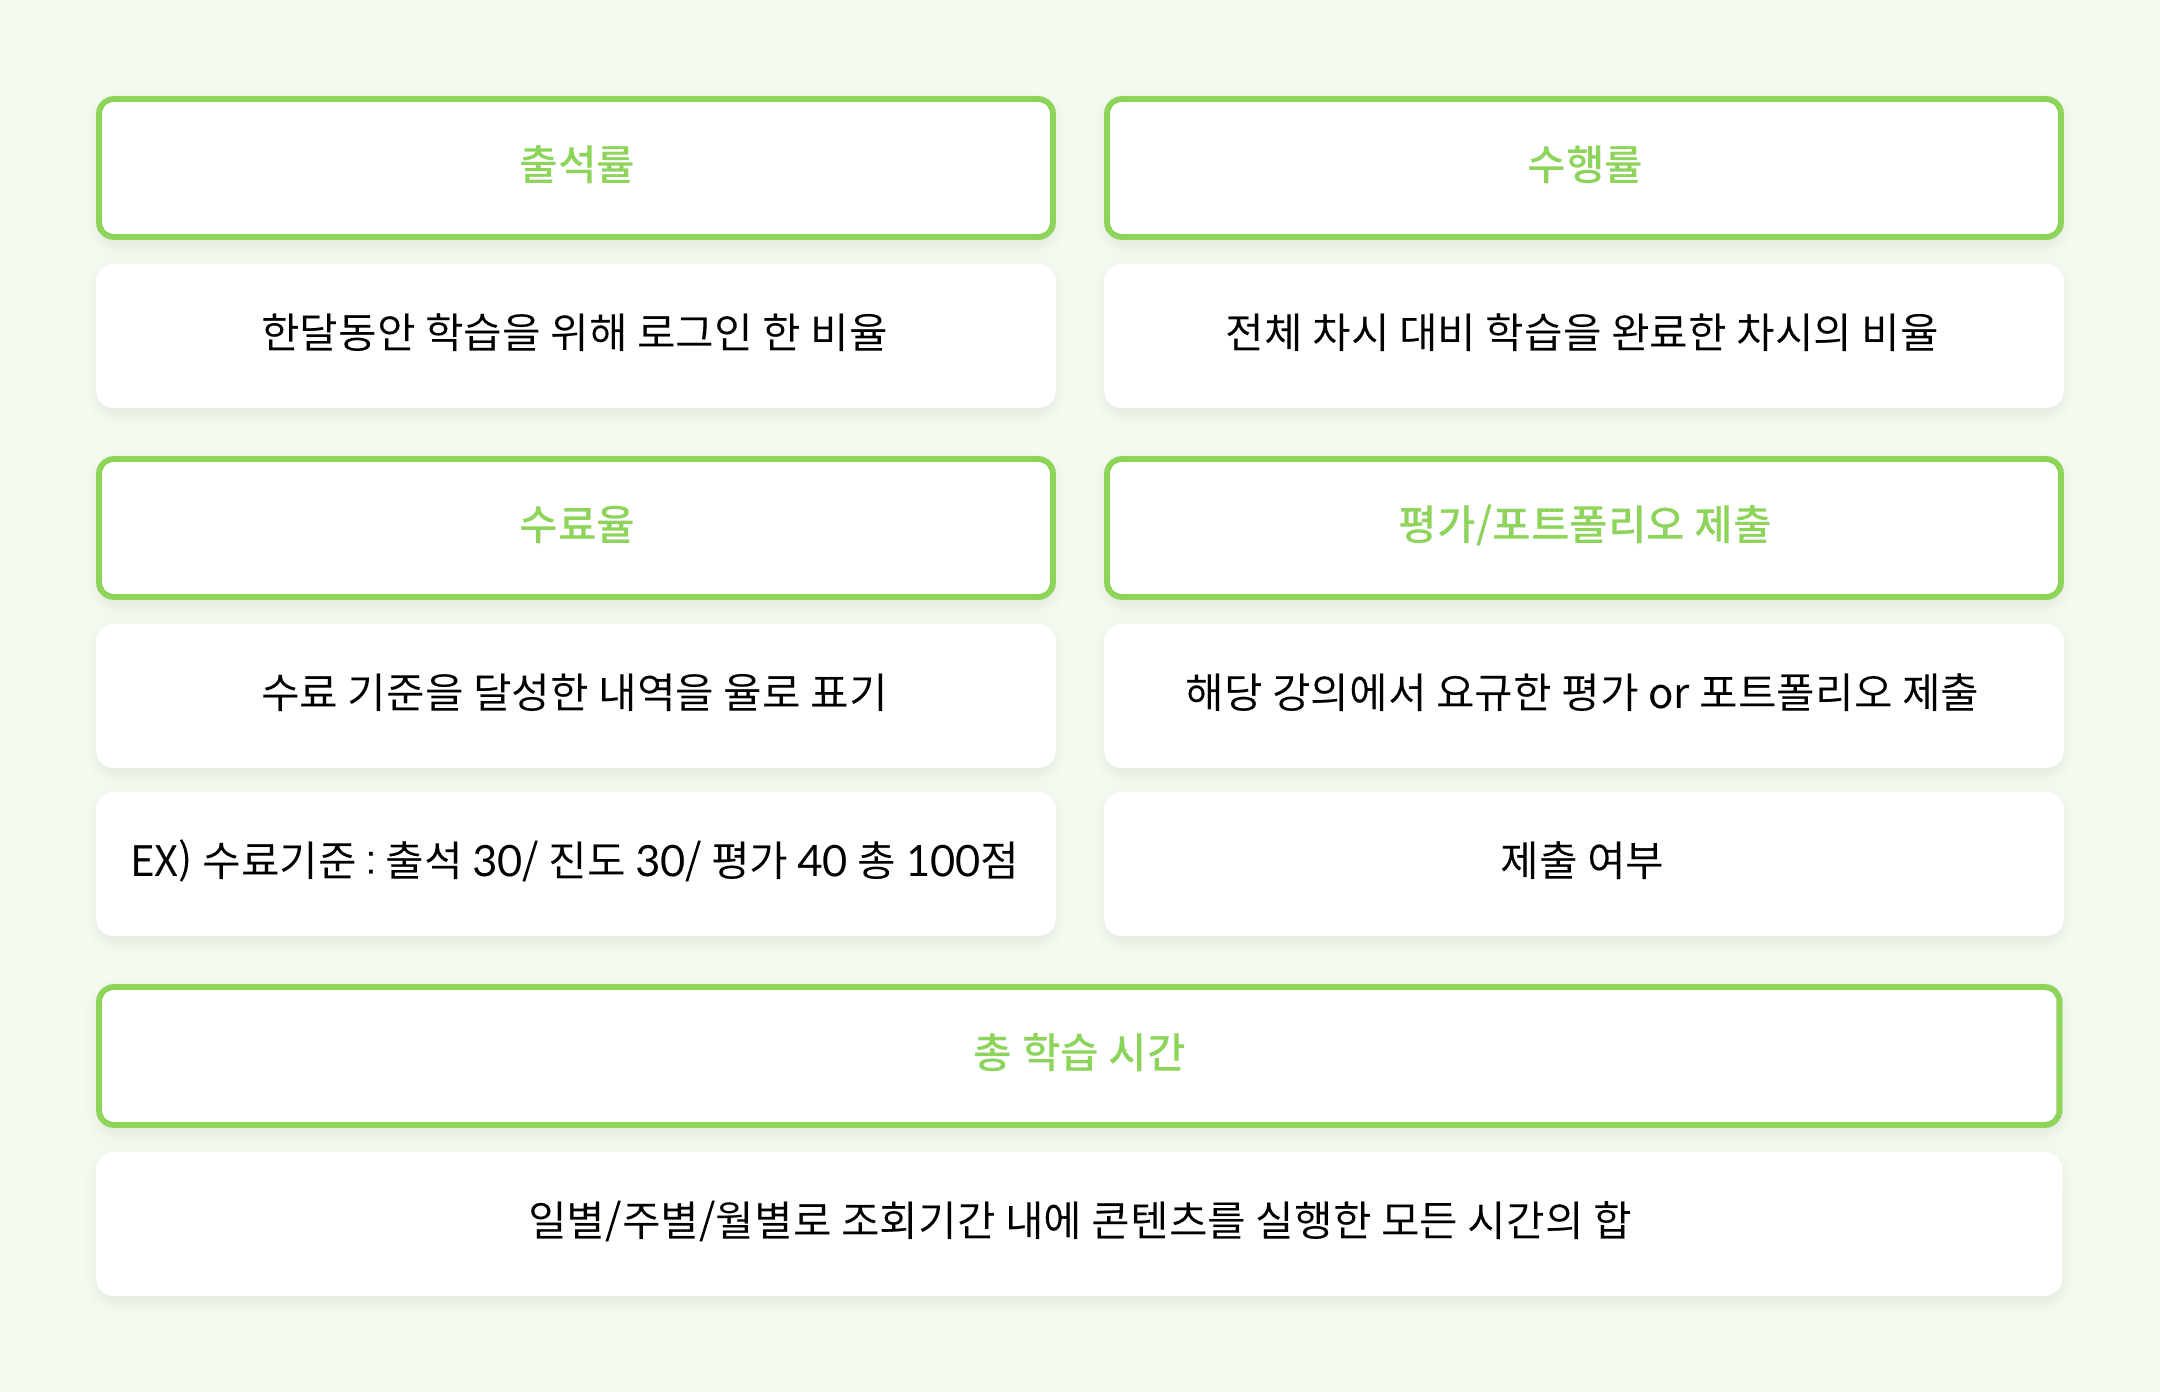 출석률
한달동안 학습을 위해 로그인 한 비율
수행률
전체 차시 대비 학습을 완료한 차시의 비율
수료율
수료 기준을 달성한 내역을 율로 표기
EX) 수료기준 : 출석 30/ 진도 30/ 평가 40 총 100점
평가/포트폴리오 제출
해당 강의에서 요규한 평가 or 포트폴리오 제출
제출 여부
총 학습 시간
일별/주별/월별로 조회기간 내에 콘텐츠를 실행한 모든 시간의 합